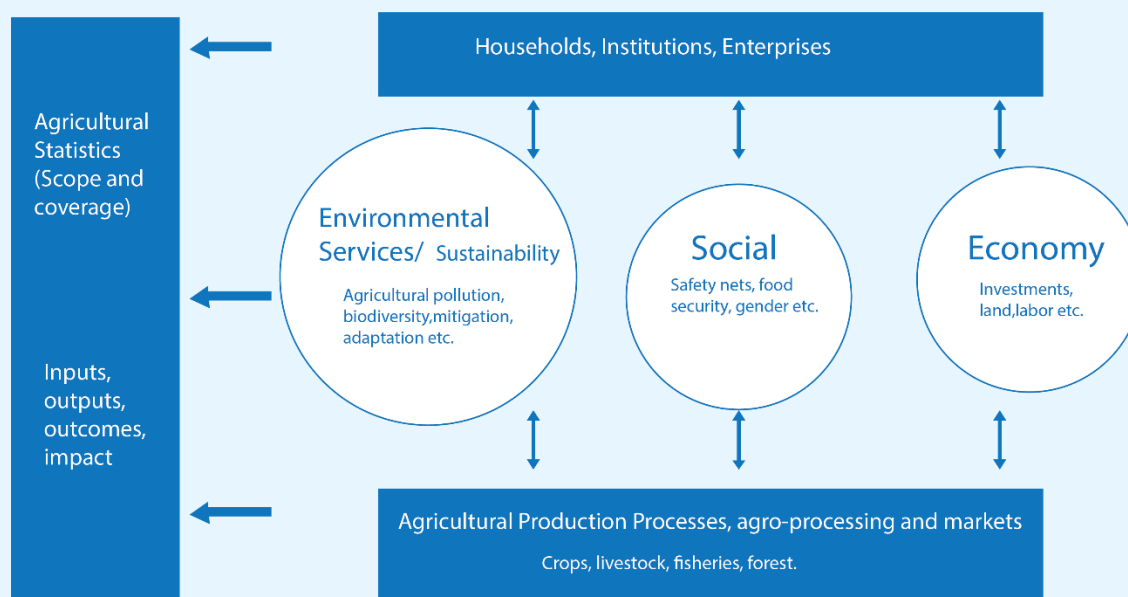 Households, Institutions, Enterprises
Agricultural
Statistics
(Scope and
coverage)
Inputs,
outputs,
outcomes,
impact
Environmental
Services/ Sustainability
Agricultural pollution,
biodiversity,mitigation,
adaptation etc.
Social
Safety nets, food
security, gender etc.
Economy
Investments,
land,labor etc.
Agricultural Production Processes, agro-processing and markets
Crops, livestock, fisheries, forest.